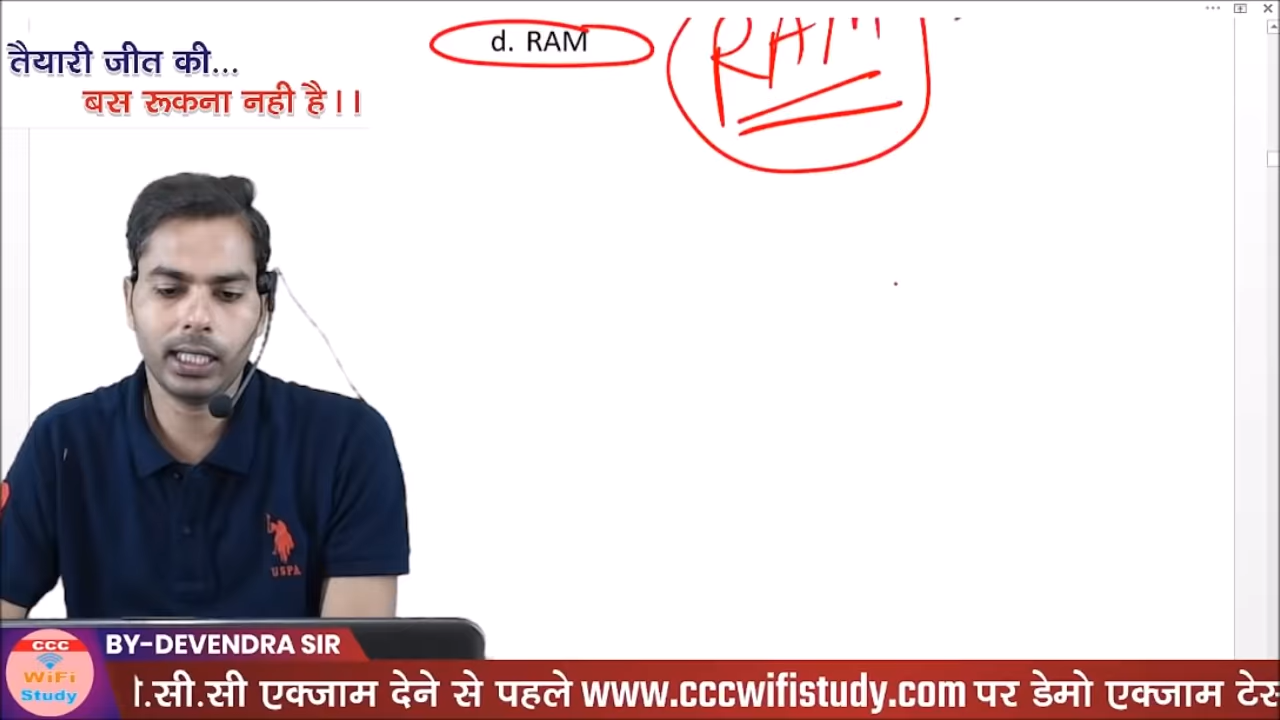 d. RAM
RAM
तैयारी जीत की...
बस रूकना नही है।।
USPA
CCC
WiFi
Study
BY-DEVENDRA SIR
.सी.सी एक्जाम देने से पहले www.cccwifistudy.com पर डेमो एक्जाम